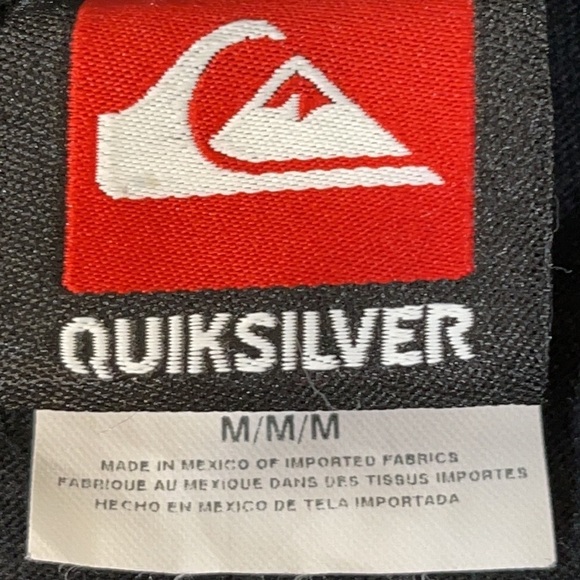 QUIKSILVER
M/M/M
MADE IN MEXICO OF IMPORTED FABRICS
FABRIQUE AU MEXIQUE DANS DES TISSUS IMPORTES
HECHO EN MEXICO DE TELA IMPORTADA